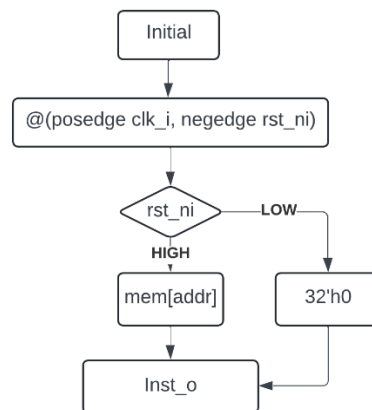 Initial
@(posedge clk_i, negedge rst_ni)
rst_ni
LOW
HIGH
mem[addr]
32'h0
Inst_o